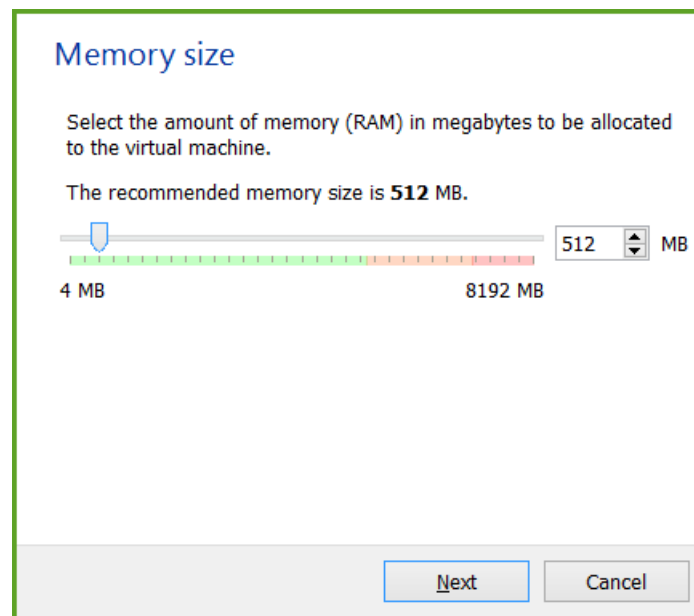 Memory size
Select the amount of memory (RAM) in megabytes to be allocated
to the virtual machine.
The recommended memory size is 512 MB.
512 MB
4 MB 8192 MB
Next Cancel